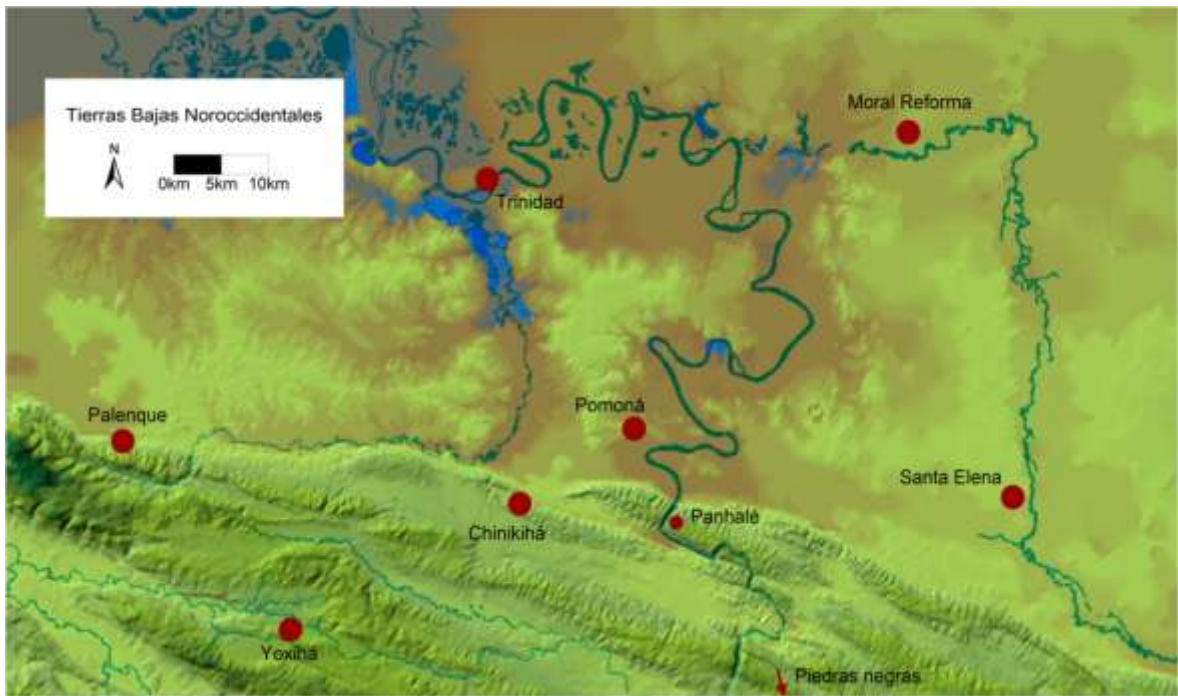 Tierras Bajas Noroccidentales
N
0km 5km 10km
Moral Reforma
Trinidad
Palenque
Pomoná
Santa Elena
Chinikihá
Panhalé
Yoxihá
Piedras negras